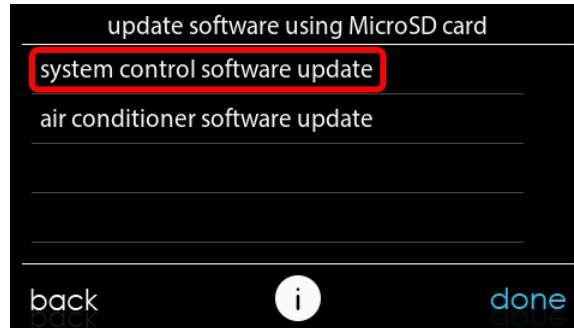 update software using MicroSD card
system control software update
air conditioner software update
back
i
done